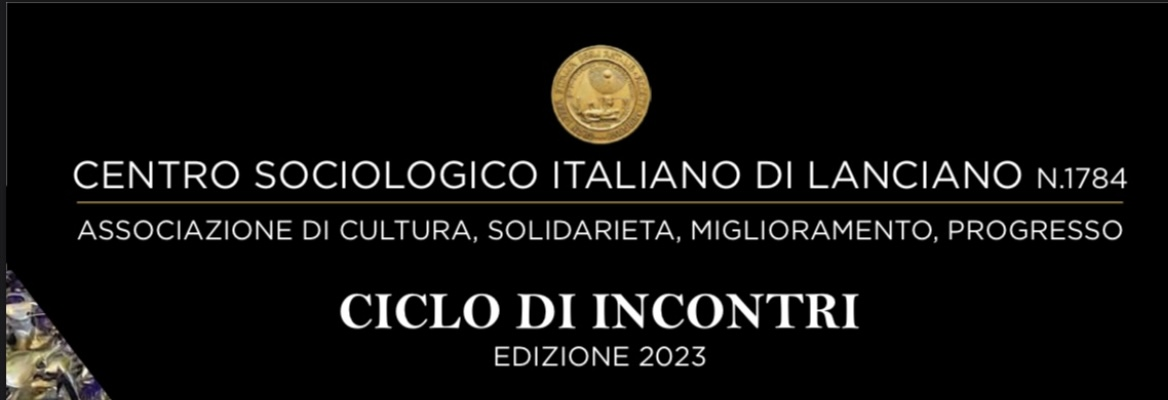 CENTRO SOCIOLOGICO ITALIANO DI LANCIANO N.1784
ASSOCIAZIONE DI CULTURA, SOLIDARIETA, MIGLIORAMENTO, PROGRESSO
CICLO DI INCONTRI
EDIZIONE 2023